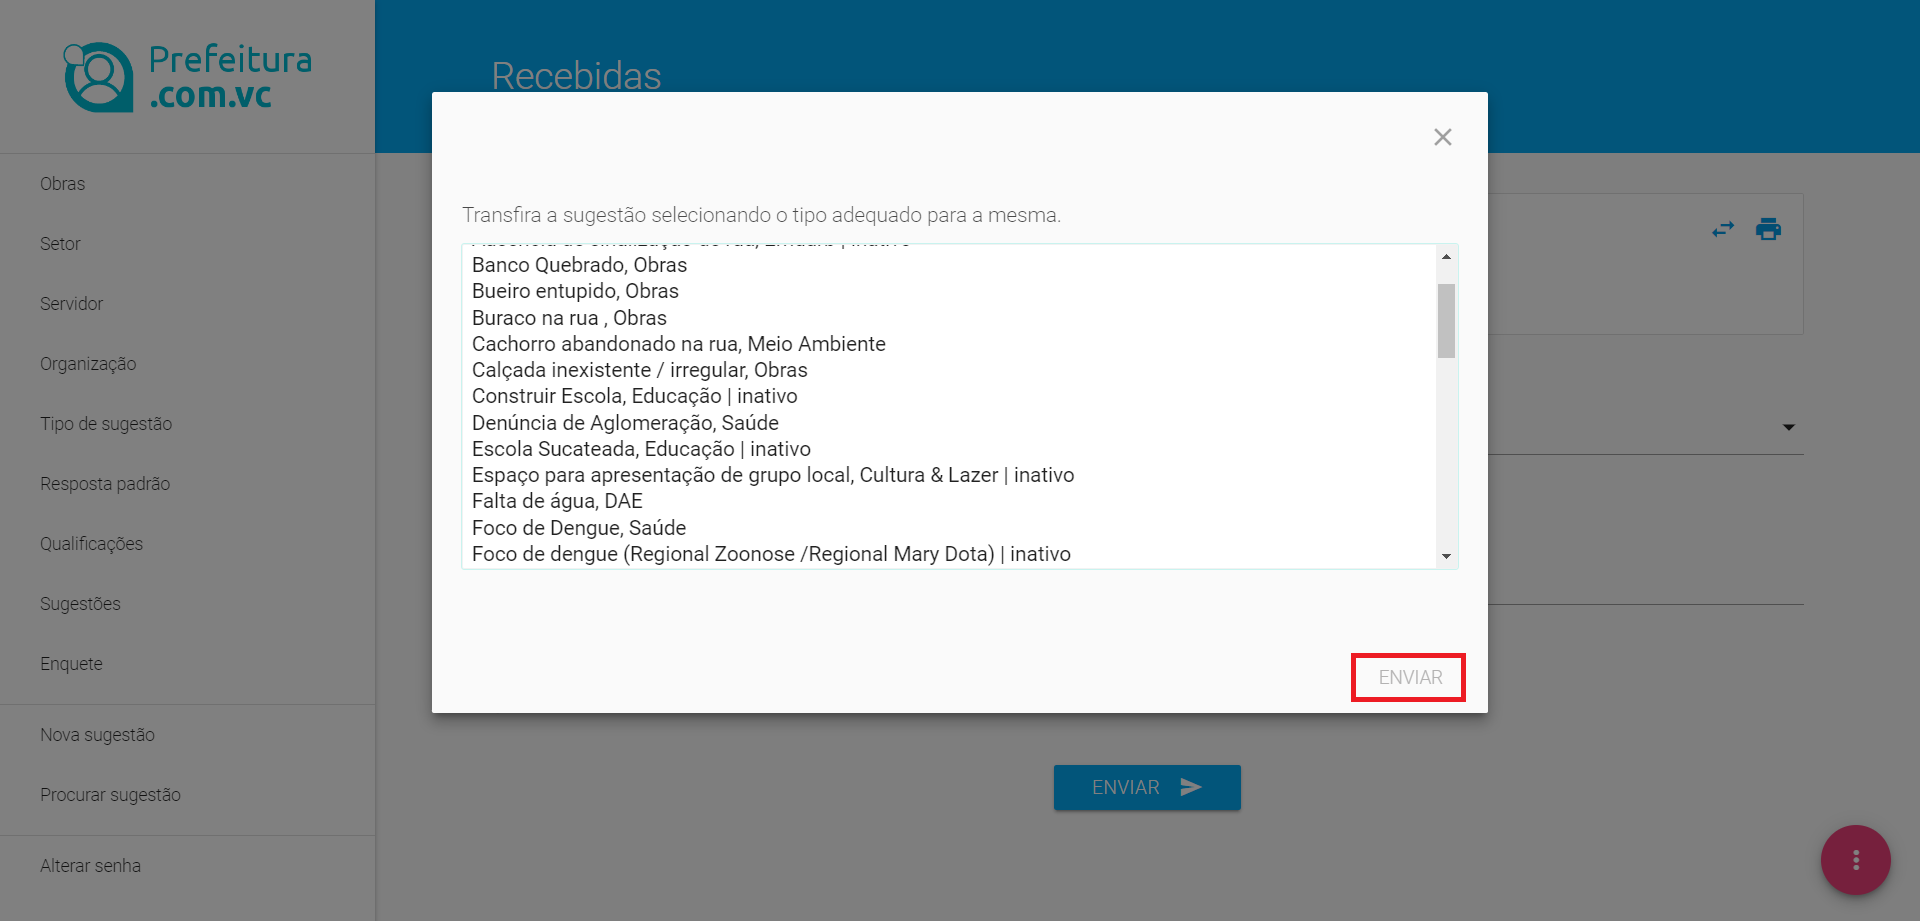 Prefeitura
.com.vc
Recebidas
Obras
Setor
Servidor
Organização
Tipo de sugestão
Resposta padrão
Qualificações
Sugestões
Enquete
Nova sugestão
Procurar sugestão
Alterar senha
Transfira a sugestão selecionando o tipo adequado para a mesma.
Banco Quebrado, Obras
Bueiro entupido, Obras
Buraco na rua , Obras
Cachorro abandonado na rua, Meio Ambiente
Calçada inexistente / irregular, Obras
Construir Escola, Educação | inativo
Denúncia de Aglomeração, Saúde
Escola Sucateada, Educação | inativo
Espaço para apresentação de grupo local, Cultura & Lazer | inativo
Falta de água, DAE
Foco de Dengue, Saúde
Foco de dengue (Regional Zoonose /Regional Mary Dota) | inativo
ENVIAR
ENVIAR